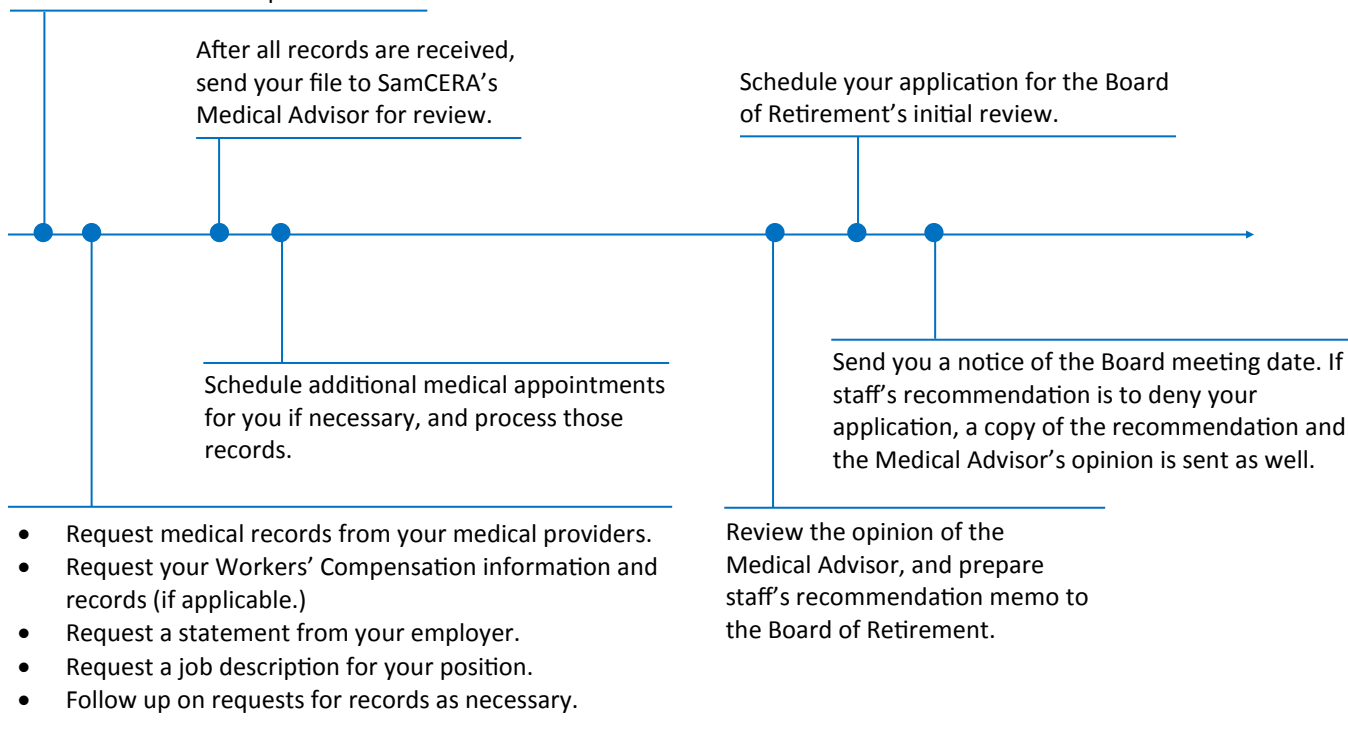 After all records are received,
send your file to SamCERA’s
Medical Advisor for review.
Schedule your application for the Board
of Retirement’s initial review.
Schedule additional medical appointments
for you if necessary, and process those
records.
Send you a notice of the Board meeting date. If
staff’s recommendation is to deny your
application, a copy of the recommendation and
the Medical Advisor’s opinion is sent as well.
• Request medical records from your medical providers.
• Request your Workers’ Compensation information and
records (if applicable.)
• Request a statement from your employer.
• Request a job description for your position.
• Follow up on requests for records as necessary.
Review the opinion of the
Medical Advisor, and prepare
staff’s recommendation memo to
the Board of Retirement.